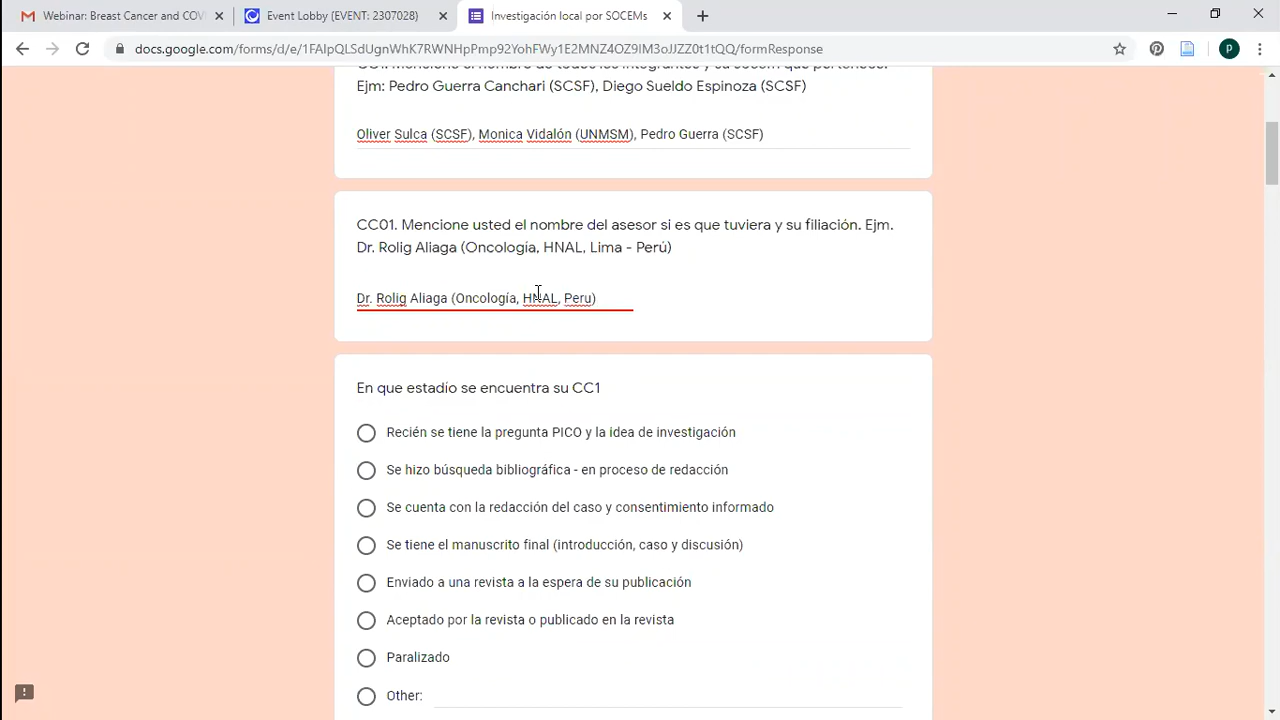 Webinar: Breast Cancer and COV
Event Lobby (EVENT: 2307028)
Investigación local por SOCEMs
docs.google.com/forms/d/e/1FAIpQLSdUgnWhK7RWNHpPmp92YohFWy1E2MNZ4OZ9IM3oJJZZ0t1tQQ/formResponse
P
Ejm: Pedro Guerra Canchari (SCSF), Diego Sueldo Espinoza (SCSF)
Oliver Sulca (SCSF), Monica Vidalón (UNMSM), Pedro Guerra (SCSF)
CC01. Mencione usted el nombre del asesor si es que tuviera y su filiación. Ejm.
Dr. Rolig Aliaga (Oncología, HNAL, Lima - Perú)
Dr. Rolig Aliaga (Oncología, HNAL, Peru)
En que estadío se encuentra su CC1
Recién se tiene la pregunta PICO y la idea de investigación
Se hizo búsqueda bibliográfica - en proceso de redacción
Se cuenta con la redacción del caso y consentimiento informado
Se tiene el manuscrito final (introducción, caso y discusión)
Enviado a una revista a la espera de su publicación
Aceptado por la revista o publicado en la revista
Paralizado
Other: